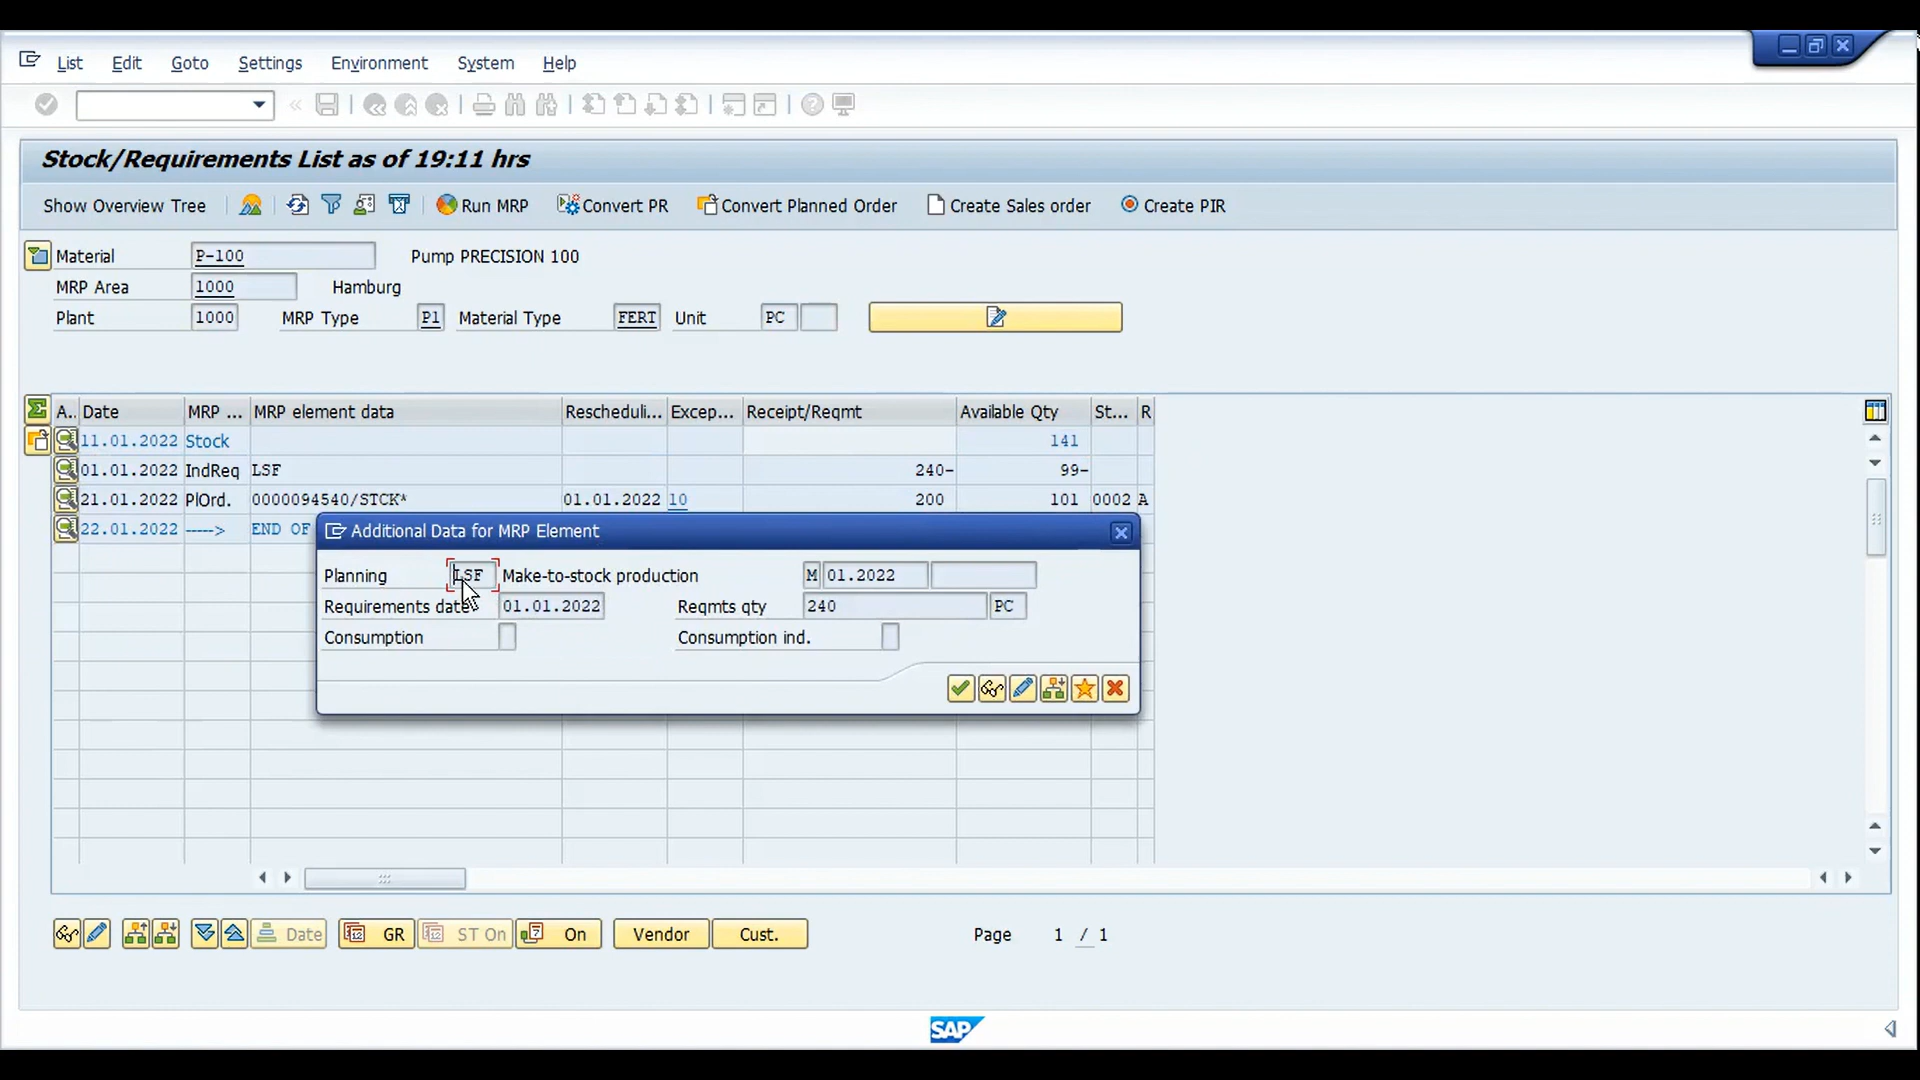 List Edit Goto Settings Environment System Help
Stock/Requirements List as of 19:11 hrs
Show Overview Tree Run MRP Convert PR Convert Planned Order Create Sales order Create PIR
Material P-100 Pump PRECISION 100
MRP Area 1000 Hamburg
Plant 1000 MRP Type P1 Material Type FERT Unit PC
A.. Date MRP ... MRP element data Rescheduli... Excep... Receipt/Reqmt Available Qty St... R
11.01.2022 Stock 141
01.01.2022 IndReq LSF 240- 99-
21.01.2022 PlOrd. 0000094540/STCK* 01.01.2022 10 200 101 0002 A
22.01.2022 -----> END OF
Additional Data for MRP Element
Planning LSF Make-to-stock production M 01.2022
Requirements date 01.01.2022 Reqmts qty 240 PC
Consumption Consumption ind.
Date GR ST On On Vendor Cust. Page 1 / 1
SAP